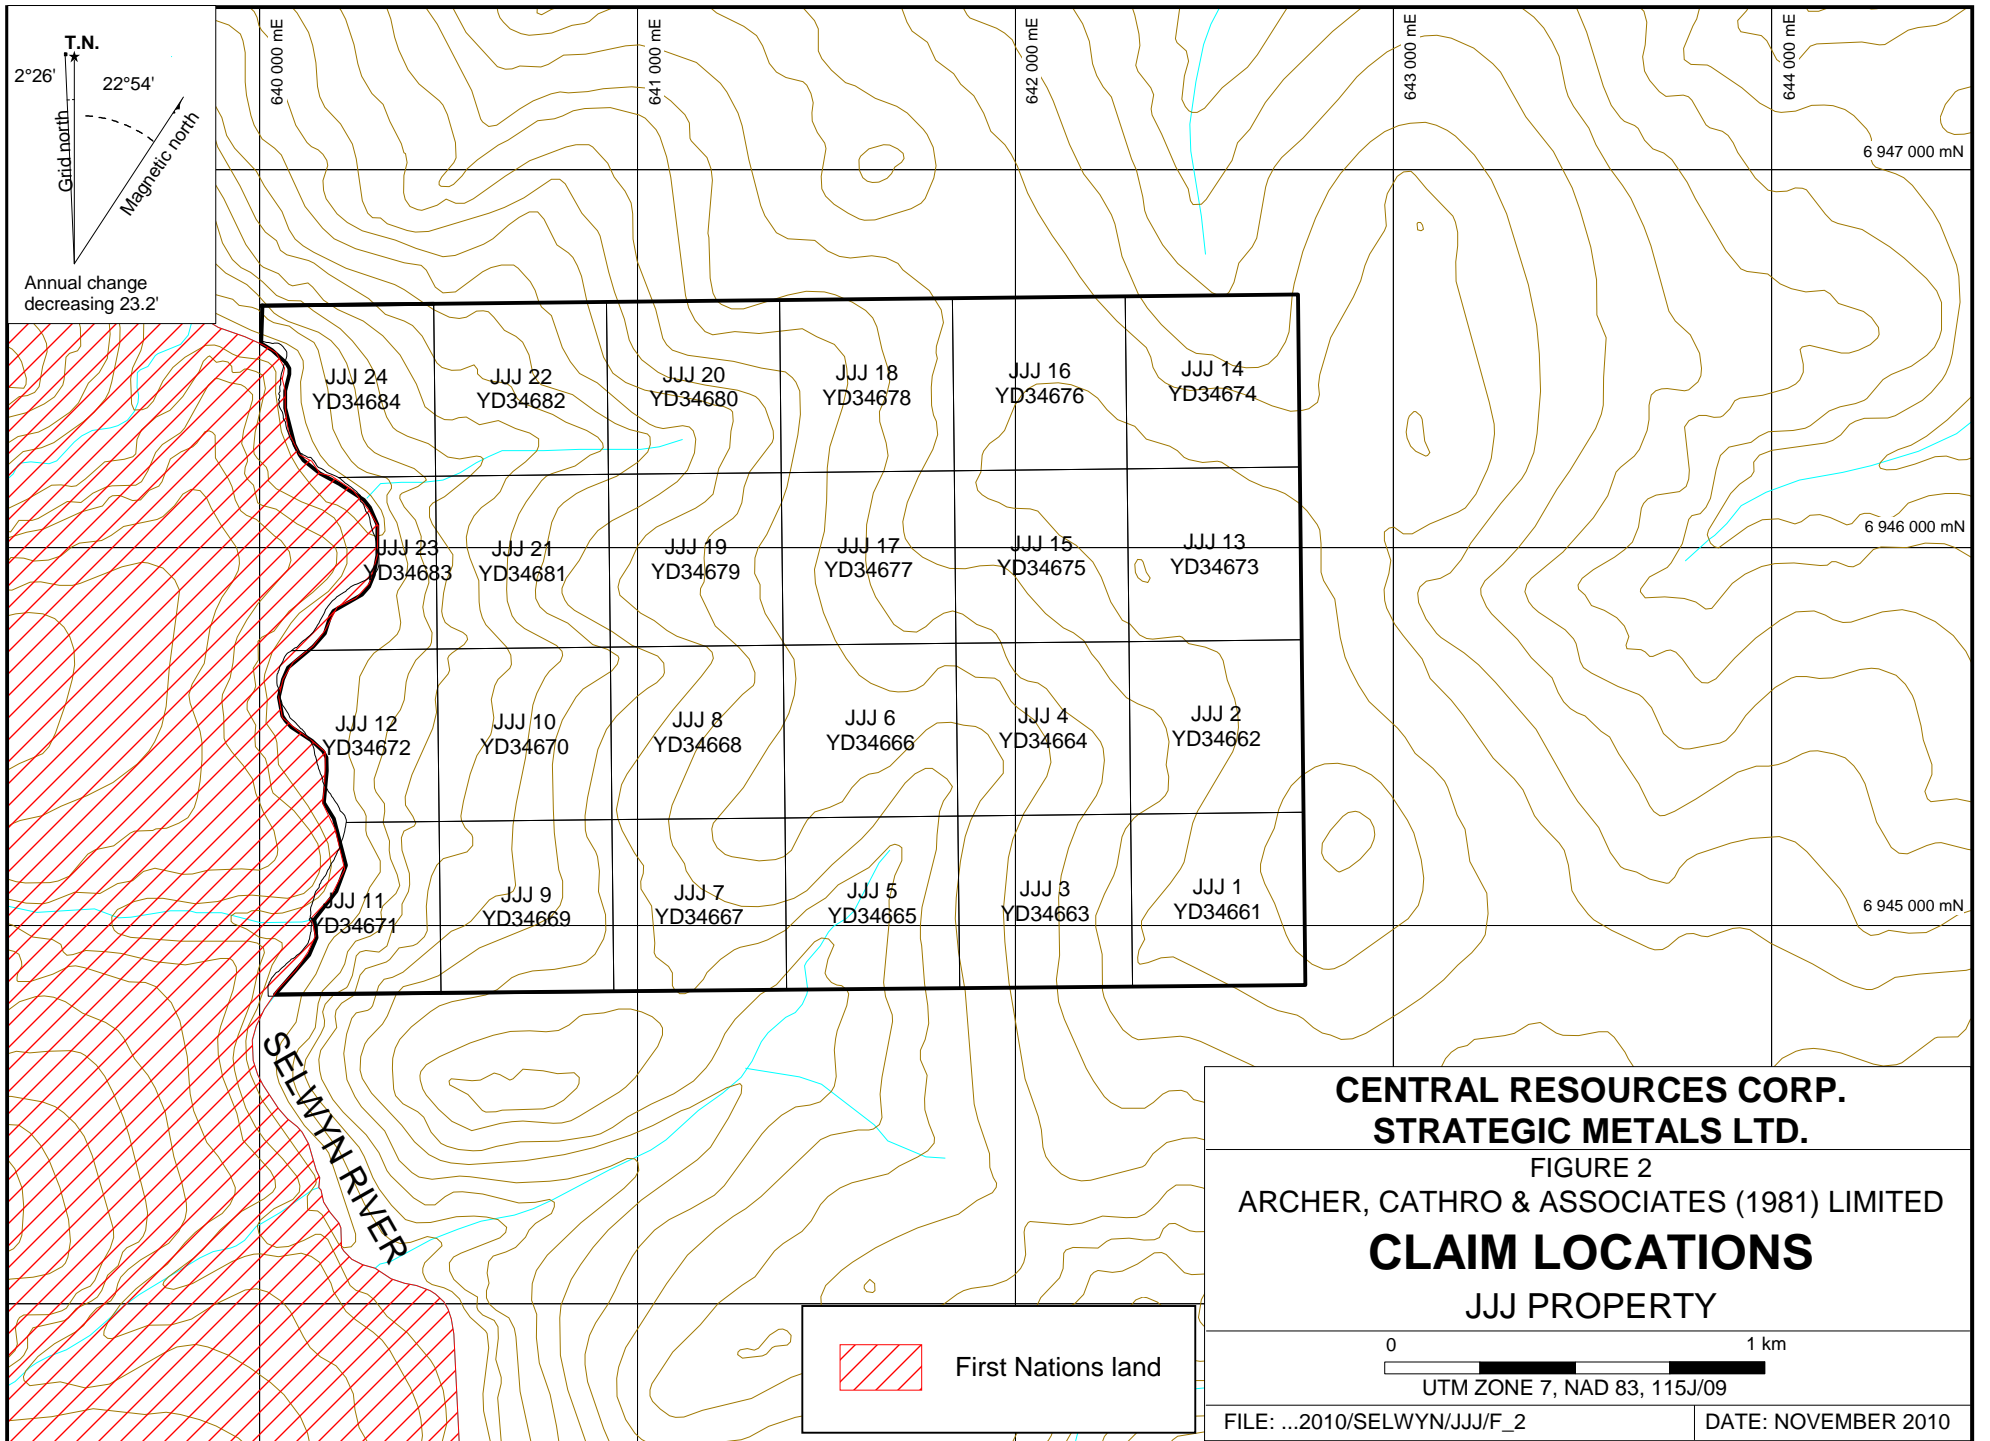 T.N.
2°26'
22°54'
Grid north
Magnetic north
Annual change
decreasing 23.2'
640 000 mE
641 000 mE
642 000 mE
643 000 mE
644 000 mE
6 947 000 mN
6 946 000 mN
6 945 000 mN
JJJ 24
YD34684
JJJ 22
YD34682
JJJ 20
YD34680
JJJ 18
YD34678
JJJ 16
YD34676
JJJ 14
YD34674
JJJ 23
YD34683
JJJ 21
YD34681
JJJ 19
YD34679
JJJ 17
YD34677
JJJ 15
YD34675
JJJ 13
YD34673
JJJ 12
YD34672
JJJ 10
YD34670
JJJ 8
YD34668
JJJ 6
YD34666
JJJ 4
YD34664
JJJ 2
YD34662
JJJ 11
YD34671
JJJ 9
YD34669
JJJ 7
YD34667
JJJ 5
YD34665
JJJ 3
YD34663
JJJ 1
YD34661
SELWYN RIVER
First Nations land
CENTRAL RESOURCES CORP.
STRATEGIC METALS LTD.
FIGURE 2
ARCHER, CATHRO & ASSOCIATES (1981) LIMITED
CLAIM LOCATIONS
JJJ PROPERTY
0 1 km
UTM ZONE 7, NAD 83, 115J/09
FILE: ...2010/SELWYN/JJJ/F_2
DATE: NOVEMBER 2010